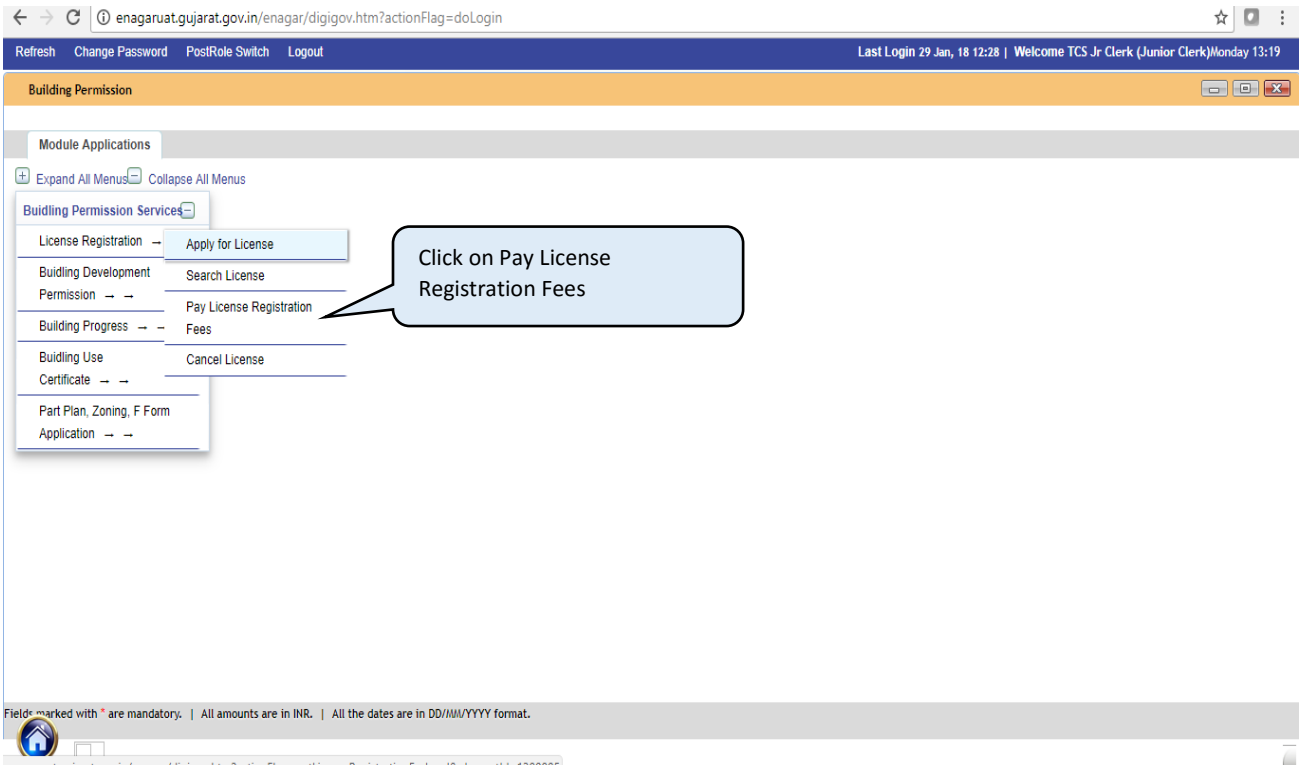 enagaruat.gujarat.gov.in/enagar/digigov.htm?actionFlag=doLogin
Refresh Change Password PostRole Switch Logout Last Login 29 Jan, 18 12:28 | Welcome TCS Jr Clerk (Junior Clerk)Monday 13:19
Building Permission
Module Applications
Expand All Menus Collapse All Menus
Buidling Permission Services
License Registration →
Buidling Development
Permission → →
Building Progress → →
Buidling Use
Certificate → →
Part Plan, Zoning, F Form
Application → →
Apply for License
Search License
Pay License Registration
Fees
Cancel License
Click on Pay License
Registration Fees
Fields marked with * are mandatory. | All amounts are in INR. | All the dates are in DD/MM/YYYY format.